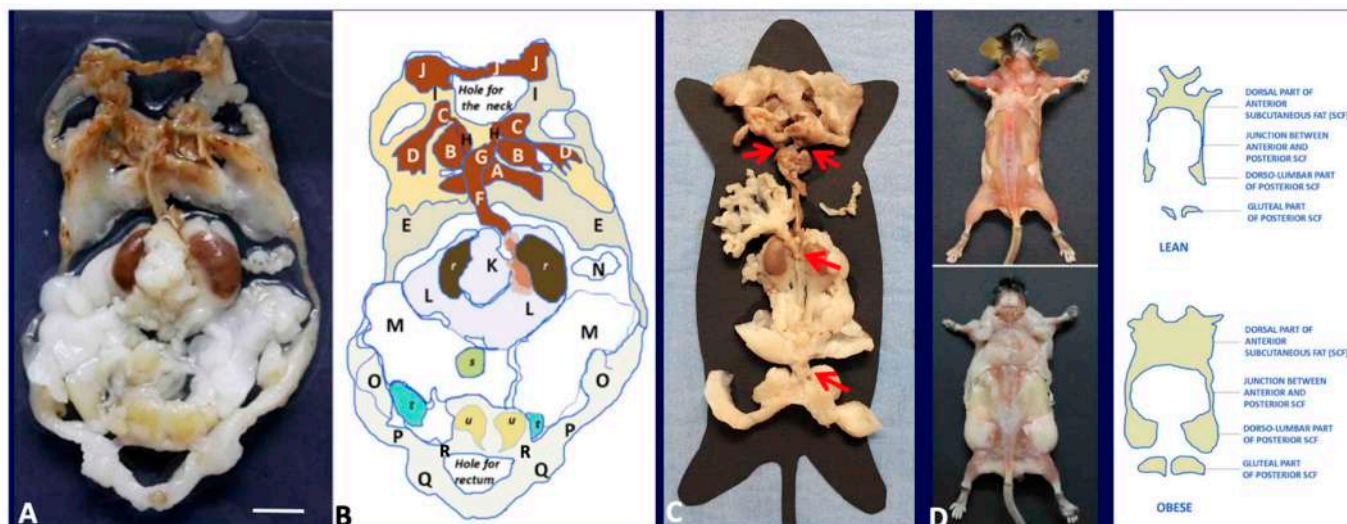 A
J
J
J
I
Hole for
the neck
I
C
C
H
H
D
B
G
B
D
A
F
E
E
r
K
r
N
L
L
M
M
s
O
O
t
u
u
t
P
P
R
R
Q
Hole for
rectum
Q
B
C
D
DORSAL PART OF
ANTERIOR
SUBCUTANEOUS FAT (SCF)
JUNCTION BETWEEN
ANTERIOR AND
POSTERIOR SCF
DORSO-LUMBAR PART
OF POSTERIOR SCF
GLUTEAL PART
OF POSTERIOR SCF
LEAN
DORSAL PART OF
ANTERIOR
SUBCUTANEOUS FAT (SCF)
JUNCTION BETWEEN
ANTERIOR AND
POSTERIOR SCF
DORSO-LUMBAR PART
OF POSTERIOR SCF
GLUTEAL PART
OF POSTERIOR SCF
OBESE